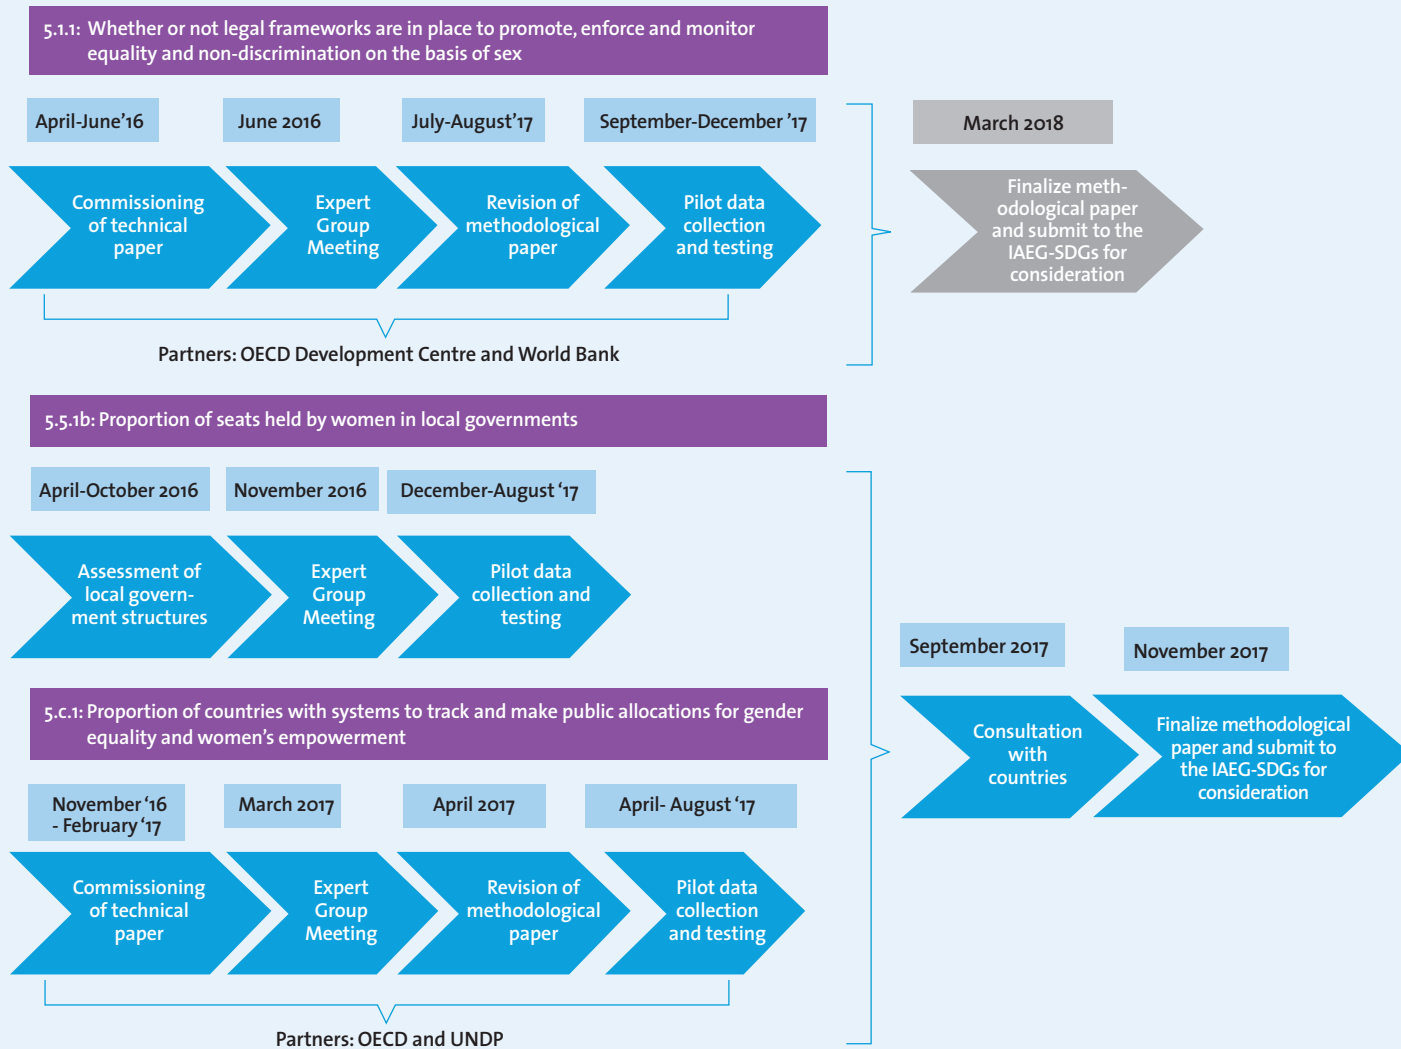 5.1.1: Whether or not legal frameworks are in place to promote, enforce and monitor
equality and non-discrimination on the basis of sex
April-June’16
June 2016
July-August’17
September-December ’17
March 2018
Commissioning
of technical
paper
Expert
Group
Meeting
Revision of
methodological
paper
Pilot data
collection
and testing
Finalize meth-
odological paper
and submit to the
IAEG-SDGs for
consideration
Partners: OECD Development Centre and World Bank
5.5.1b: Proportion of seats held by women in local governments
April-October 2016
November 2016
December-August ‘17
Assessment of
local govern-
ment structures
Expert
Group
Meeting
Pilot data
collection and
testing
5.c.1: Proportion of countries with systems to track and make public allocations for gender
equality and women’s empowerment
November ‘16
- February ‘17
March 2017
April 2017
April- August ‘17
Commissioning
of technical
paper
Expert
Group
Meeting
Revision of
methodological
paper
Pilot data
collection
and testing
Partners: OECD and UNDP
September 2017
November 2017
Consultation
with
countries
Finalize methodological
paper and submit to
the IAEG-SDGs for
consideration